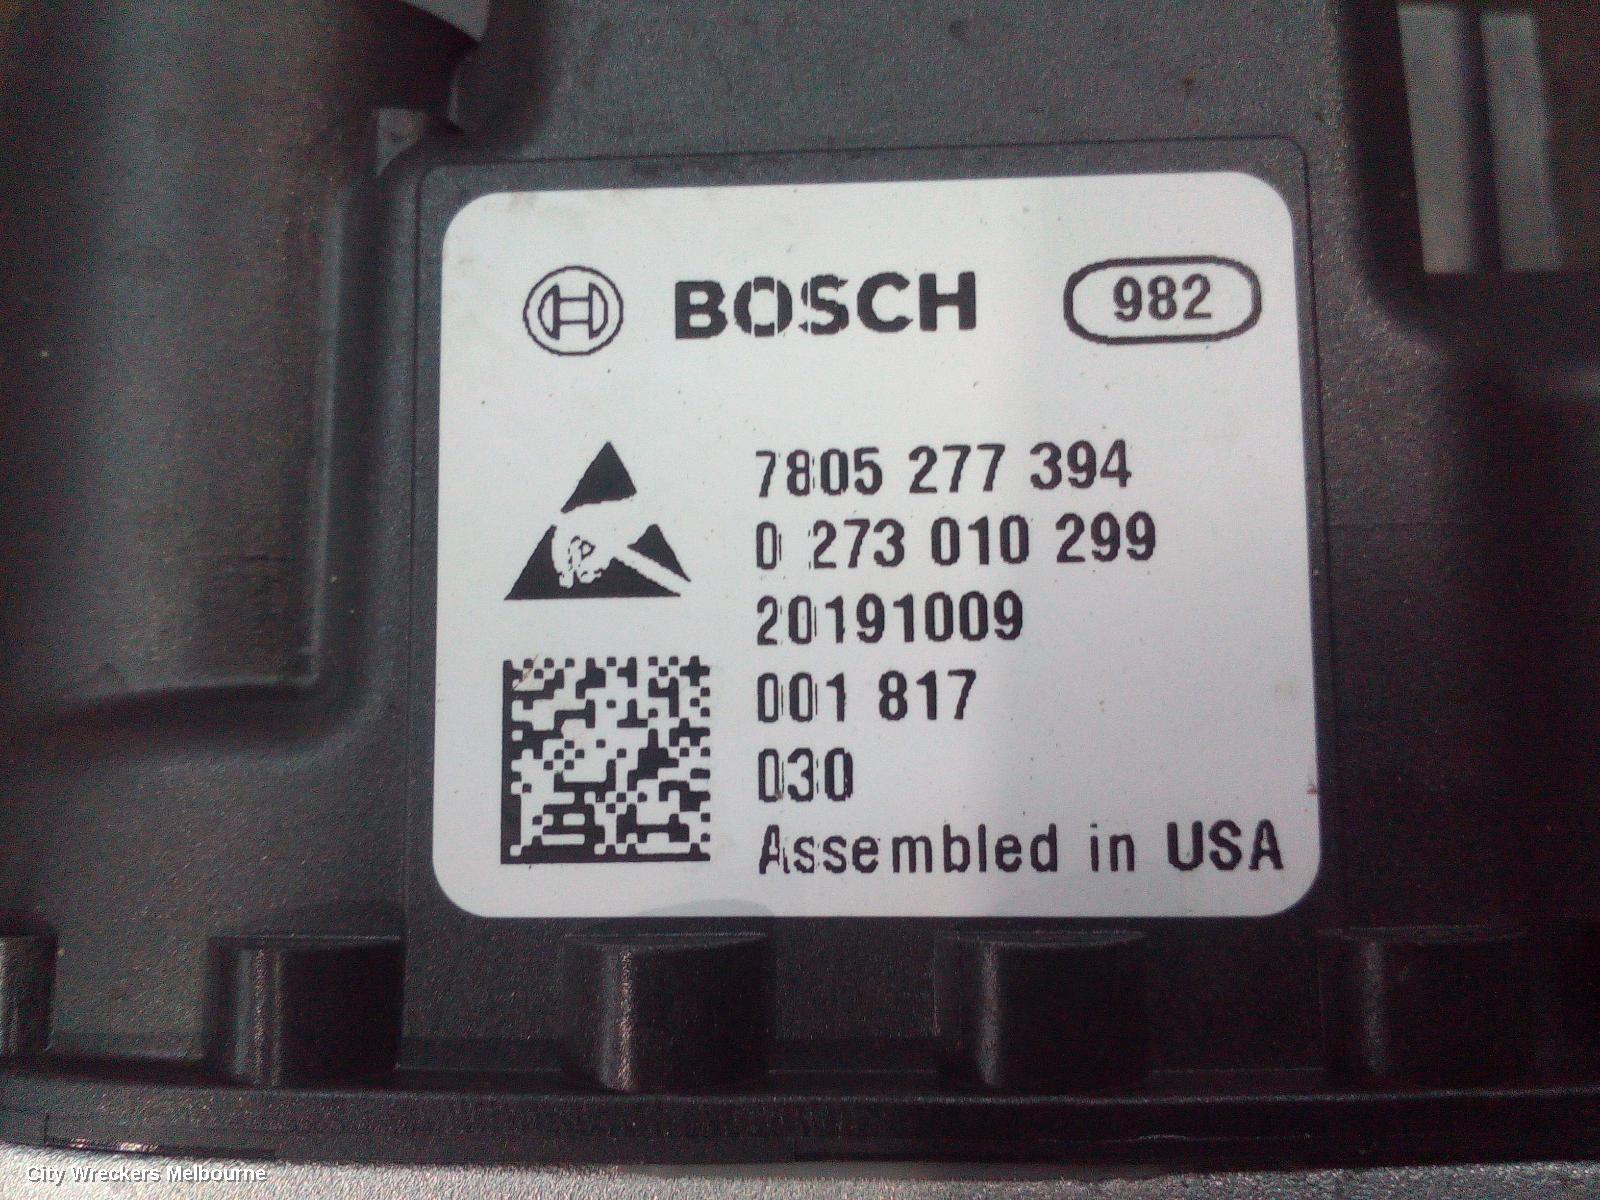 BOSCH 982
7805 277 394
0 273 010 299
20191009
001 817
030
Assembled in USA
City Wreckers Melbourne